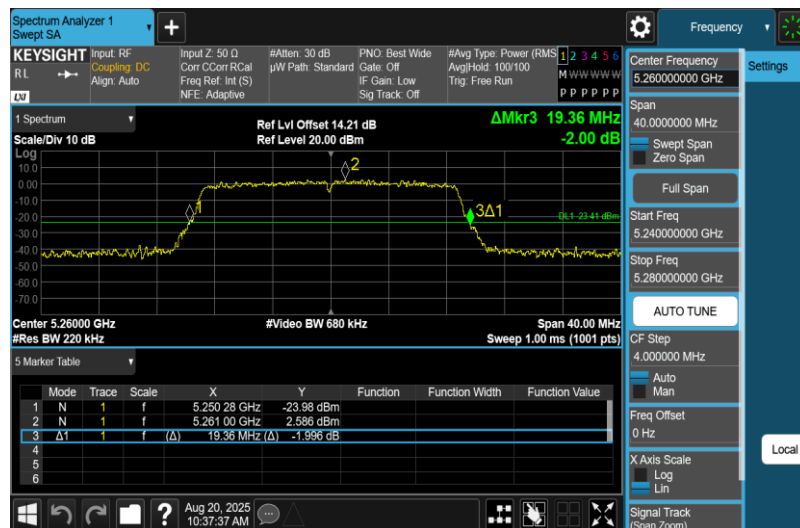 Spectrum Analyzer 1
Swept SA
+
Frequency
KEYSIGHT
RL
LXI
Input: RF
Coupling: DC
Align: Auto
Input Z: 50 Ω
Corr CCorr RCal
Freq Ref: Int (S)
NFE: Adaptive
#Atten: 30 dB
µW Path: Standard
PNO: Best Wide
Gate: Off
IF Gain: Low
Sig Track: Off
#Avg Type: Power (RMS
Avg|Hold: 100/100
Trig: Free Run
1 2 3 4 5 6
M W W W W W
P P P P P P
1 Spectrum
Scale/Div 10 dB
Ref Lvl Offset 14.21 dB
Ref Level 20.00 dBm
ΔMkr3 19.36 MHz
-2.00 dB
Log
10.0
0.00
-10.0
-20.0
-30.0
-40.0
-50.0
-60.0
-70.0
2
3Δ1
DL1 -23.41 dBm
Center 5.26000 GHz
#Res BW 220 kHz
#Video BW 680 kHz
Span 40.00 MHz
Sweep 1.00 ms (1001 pts)
5 Marker Table
Mode Trace Scale X Y Function Function Width Function Value
1 N 1 f 5.250 28 GHz -23.98 dBm
2 N 1 f 5.261 00 GHz 2.586 dBm
3 Δ1 1 f (Δ) 19.36 MHz (Δ) -1.996 dB
4
5
6
Aug 20, 2025
10:37:37 AM
?
Center Frequency
5.260000000 GHz
Span
40.0000000 MHz
Swept Span
Zero Span
Full Span
Start Freq
5.240000000 GHz
Stop Freq
5.280000000 GHz
AUTO TUNE
CF Step
4.000000 MHz
Auto
Man
Freq Offset
0 Hz
X Axis Scale
Log
Lin
Signal Track
(Span Zoom)
Settings
Local